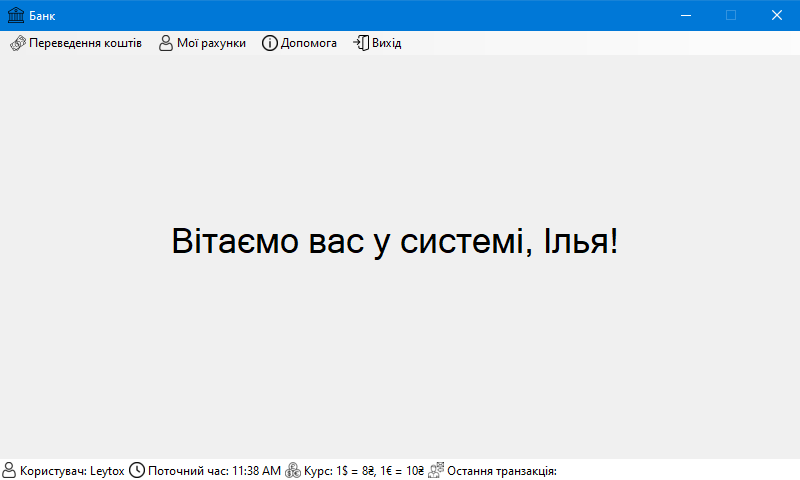 Банк
Переведення коштів Мої рахунки Допомога Вихід
Вітаємо вас у системі, Ілья!
Користувач: Leytox Поточний час: 11:38 AM Курс: 1$ = 8₴, 1€ = 10₴ Остання транзакція: